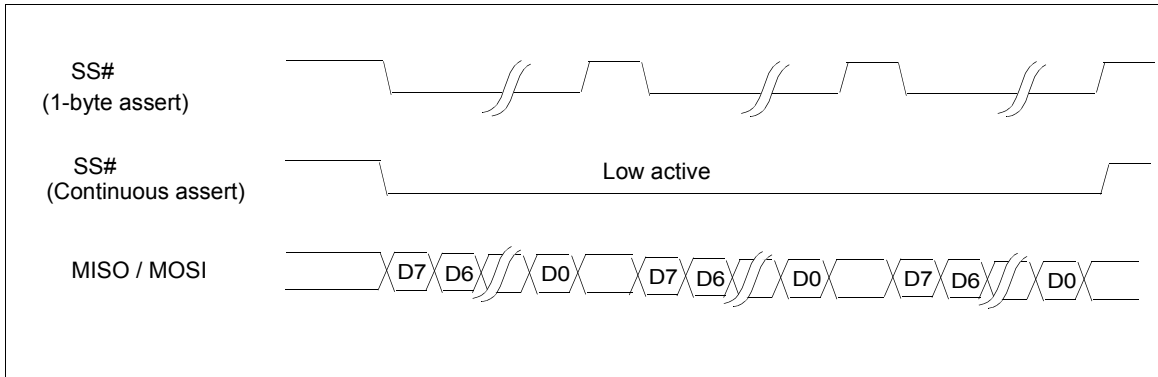 SS#
(1-byte assert)
SS#
(Continuous assert)
Low active
MISO / MOSI
D7 D6 D0 D7 D6 D0 D7 D6 D0